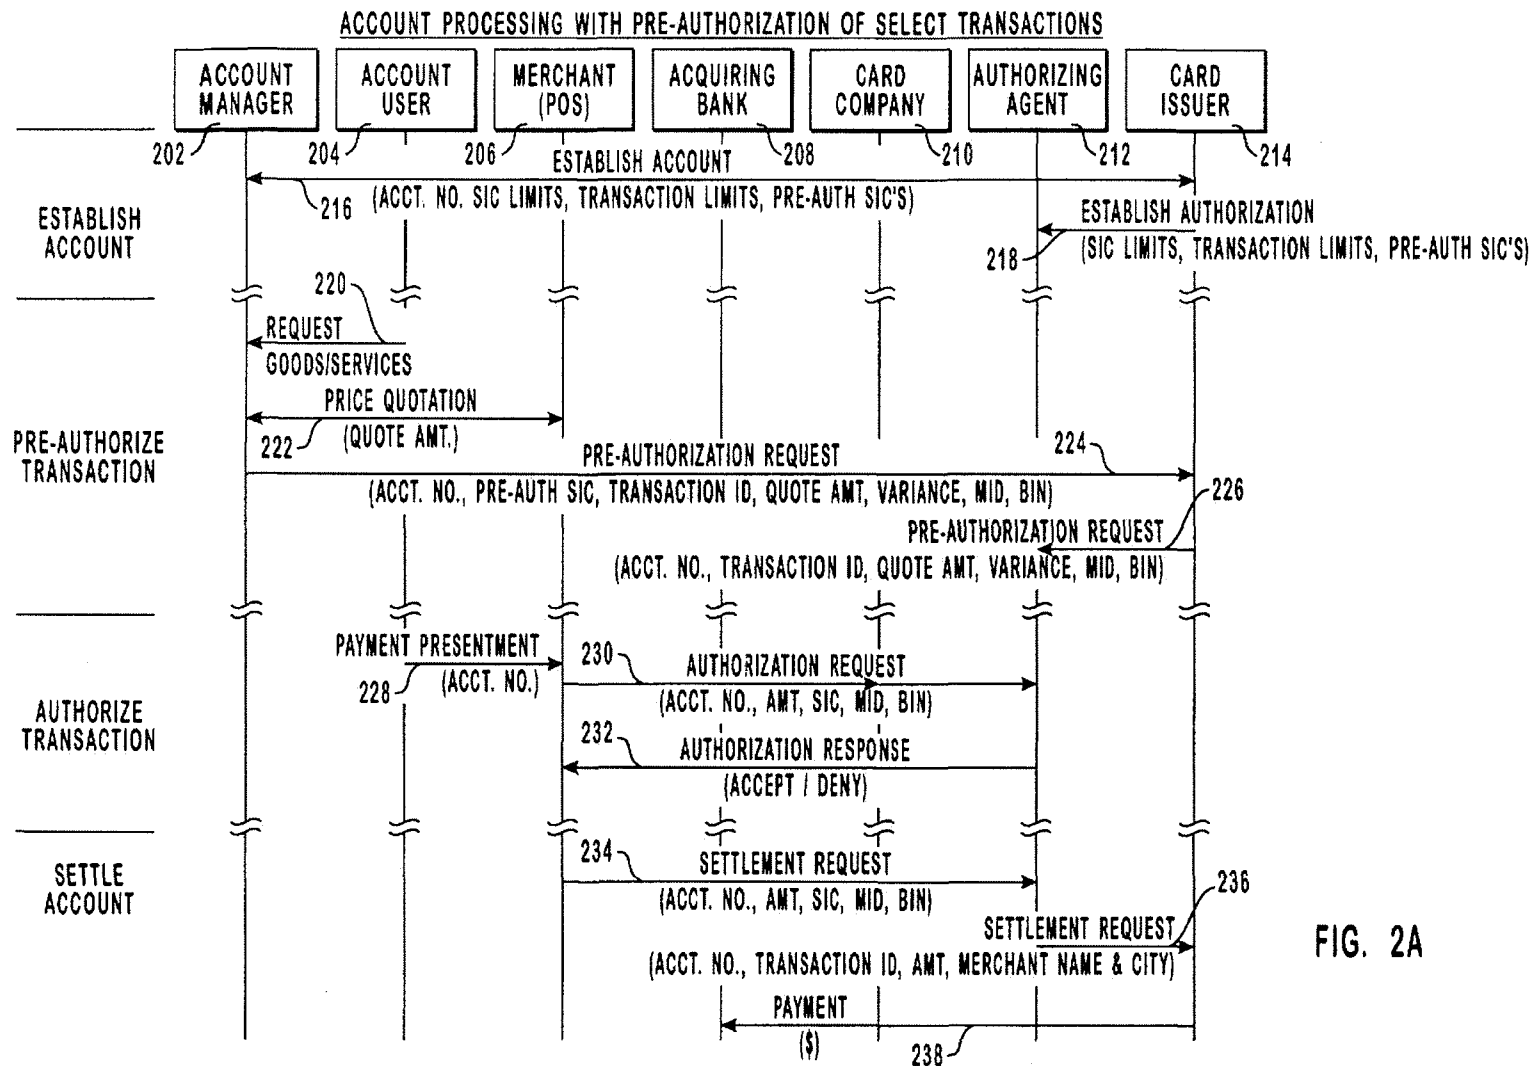 ACCOUNT PROCESSING WITH PRE-AUTHORIZATION OF SELECT TRANSACTIONS
ACCOUNT MANAGER
ACCOUNT USER
MERCHANT (POS)
ACQUIRING BANK
CARD COMPANY
AUTHORIZING AGENT
CARD ISSUER
202
204
206
208
210
212
214
ESTABLISH ACCOUNT
216
(ACCT. NO. SIC LIMITS, TRANSACTION LIMITS, PRE-AUTH SIC'S)
ESTABLISH ACCOUNT
ESTABLISH AUTHORIZATION
218
(SIC LIMITS, TRANSACTION LIMITS, PRE-AUTH SIC'S)
220
REQUEST
GOODS/SERVICES
PRICE QUOTATION
222
(QUOTE AMT.)
PRE-AUTHORIZE TRANSACTION
PRE-AUTHORIZATION REQUEST
224
(ACCT. NO., PRE-AUTH SIC, TRANSACTION ID, QUOTE AMT, VARIANCE, MID, BIN)
226
PRE-AUTHORIZATION REQUEST
(ACCT. NO., TRANSACTION ID, QUOTE AMT, VARIANCE, MID, BIN)
PAYMENT PRESENTMENT
228
(ACCT. NO.)
230
AUTHORIZATION REQUEST
(ACCT. NO., AMT, SIC, MID, BIN)
AUTHORIZE TRANSACTION
232
AUTHORIZATION RESPONSE
(ACCEPT / DENY)
SETTLE ACCOUNT
234
SETTLEMENT REQUEST
(ACCT. NO., AMT, SIC, MID, BIN)
236
SETTLEMENT REQUEST
(ACCT. NO., TRANSACTION ID, AMT, MERCHANT NAME & CITY)
PAYMENT
($)
238
FIG. 2A